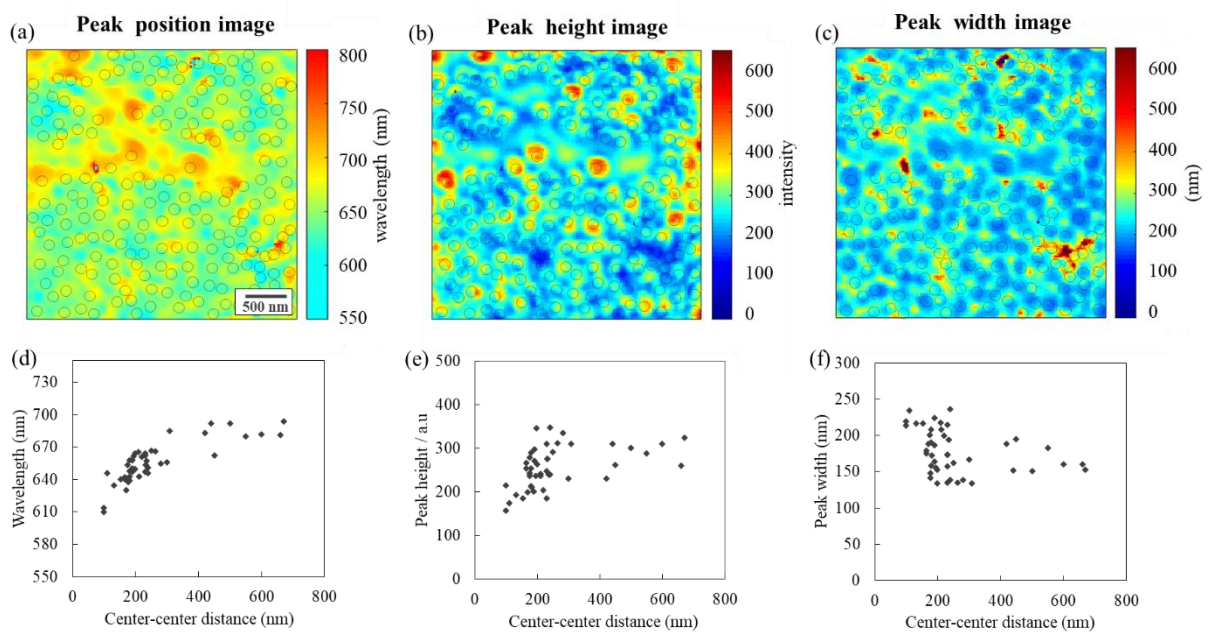 Peak position image
Peak height image
Peak width image
(a)
(b)
(c)
800
750
700
650
600
550
wavelength (nm)
500 nm
600
500
400
300
200
100
0
intensity
600
500
400
300
200
100
0
(nm)
(d)
730
700
670
640
610
580
550
Wavelength (nm)
0 200 400 600 800
Center-center distance (nm)
(e)
500
400
300
200
100
0
Peak height / a.u
0 200 400 600 800
Center-center distance (nm)
(f)
300
250
200
150
100
50
0
Peak width (nm)
0 200 400 600 800
Center-center distance (nm)